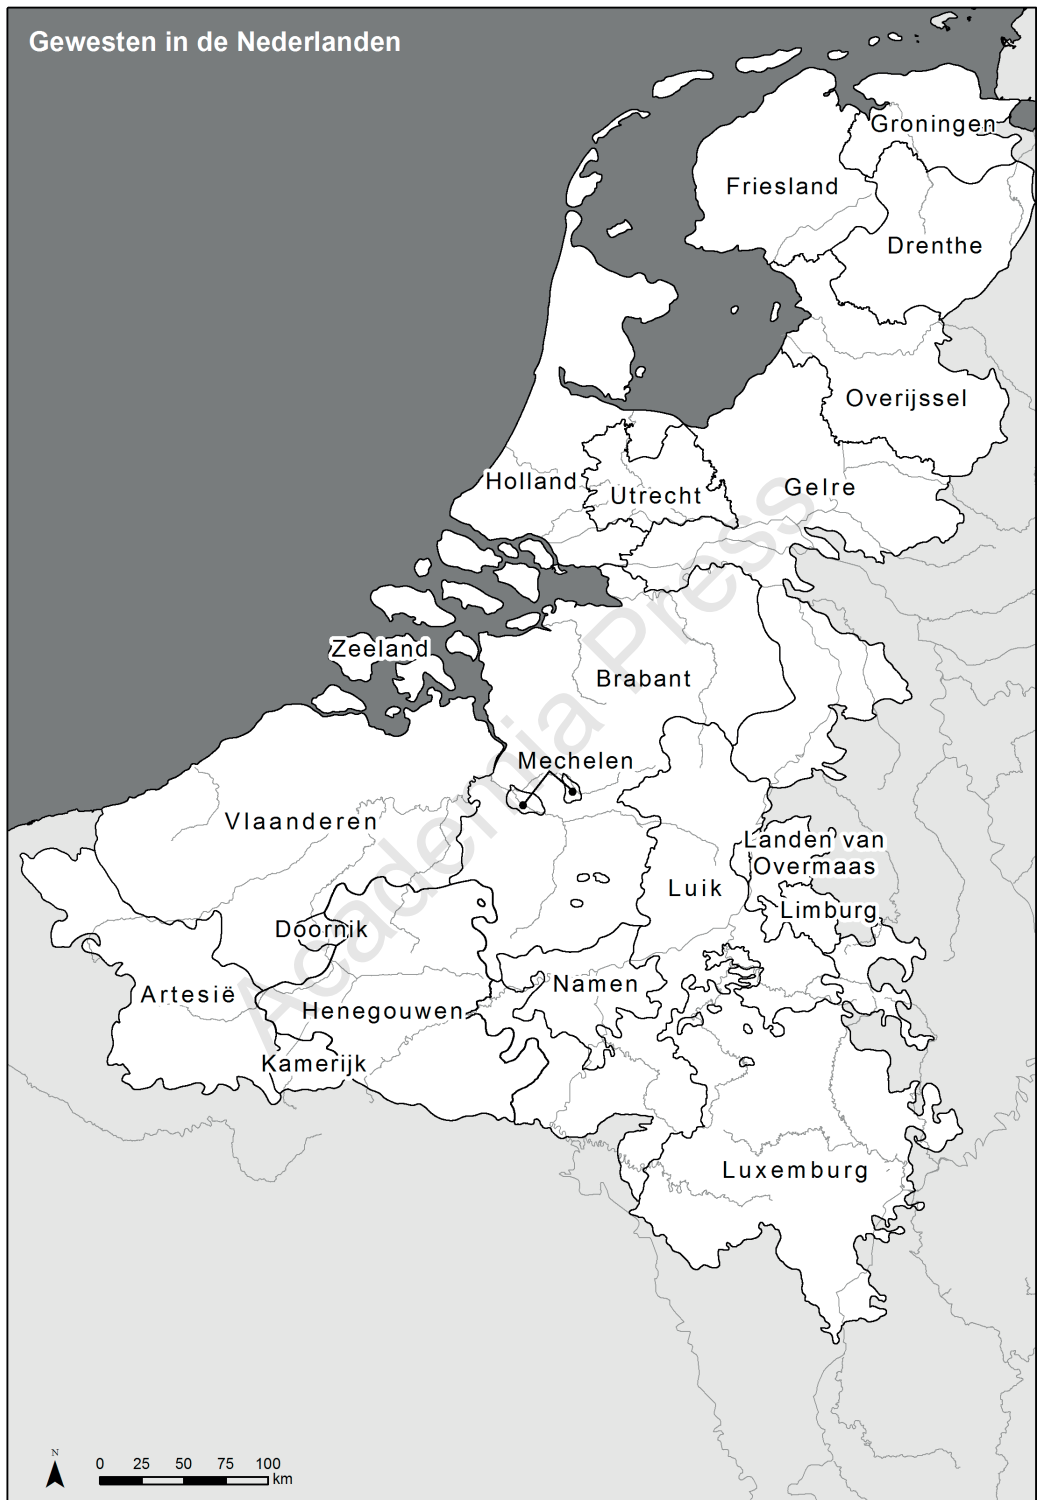 Gewesten in de Nederlanden
Groningen
Friesland
Drenthe
Overijssel
Holland
Utrecht
Gelre
Zeeland
Brabant
Mechelen
Vlaanderen
Landen van
Overmaas
Luik
Limburg
Doornik
Artesië
Henegouwen
Namen
Kamerijk
Luxemburg
Academia Press
N
0 25 50 75 100
km